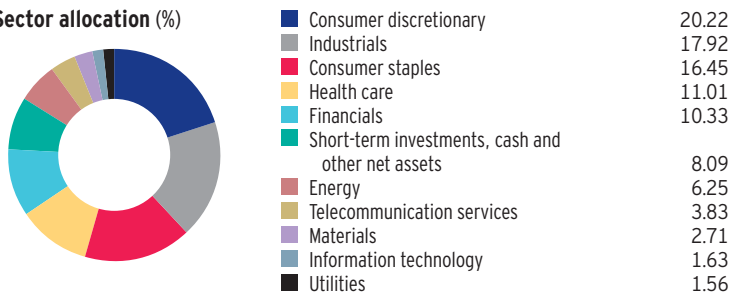 Sector allocation (%)
Consumer discretionary 20.22
Industrials 17.92
Consumer staples 16.45
Health care 11.01
Financials 10.33
Short-term investments, cash and
other net assets 8.09
Energy 6.25
Telecommunication services 3.83
Materials 2.71
Information technology 1.63
Utilities 1.56